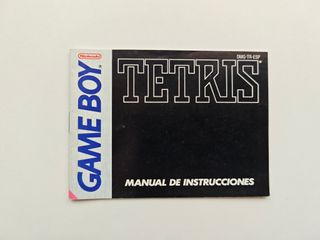 Nintendo
GAME BOY
DMG-TR-ESP
TETRIS
MANUAL DE INSTRUCCIONES